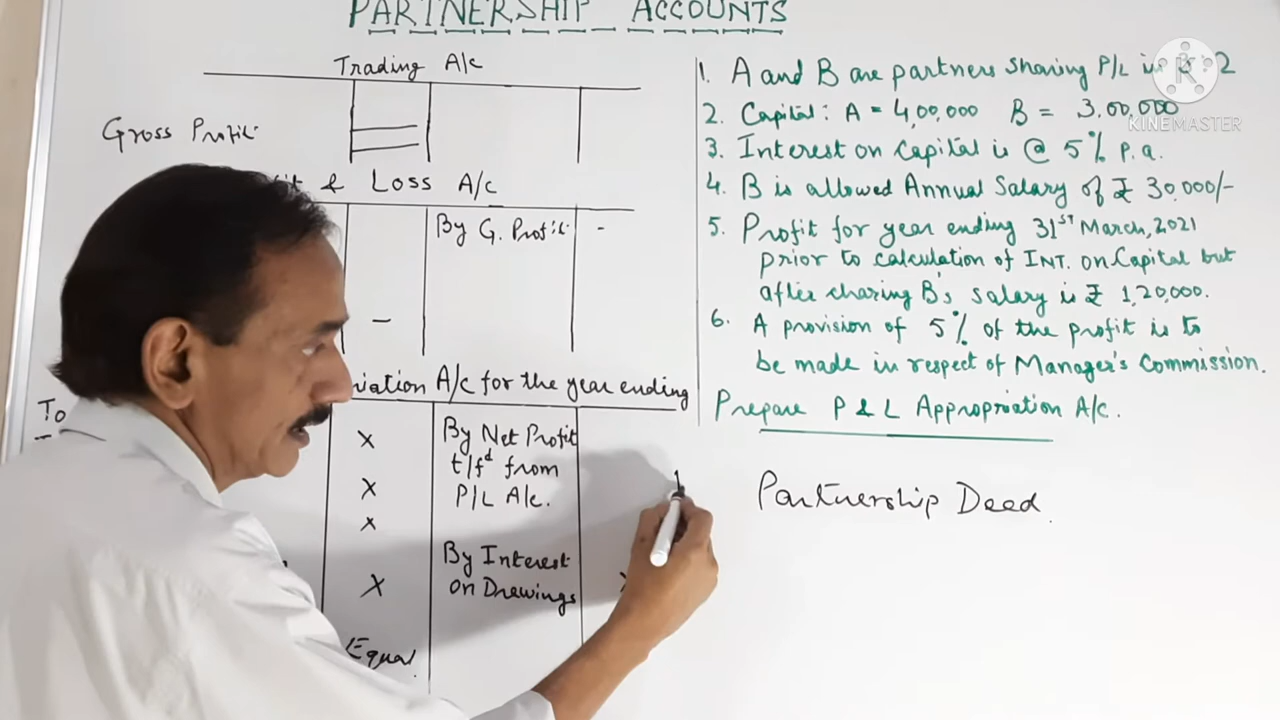 PARTNERSHIP ACCOUNTS
Trading A/c
Gross Profit
& Loss A/c
By G. Profit -
A/c for the year ending
To
X
By Net Profit
t/fd from
X
P/L A/c.
X
By Interest
on Drawings
X
Equal
1. A and B are partners sharing P/L in 2
2. Capital: A = 4,00,000 B = 3,00,000
3. Interest on Capital is @ 5% p.a.
4. B is allowed Annual Salary of ₹ 30,000/-
5. Profit for year ending 31ST March, 2021
prior to calculation of INT. on Capital but
after charing B's salary is ₹ 1,20,000.
6. A provision of 5% of the profit is to
be made in respect of Manager's Commission.
Prepare P & L Appropriation A/c.
Partnership Deed.
KINEMASTER